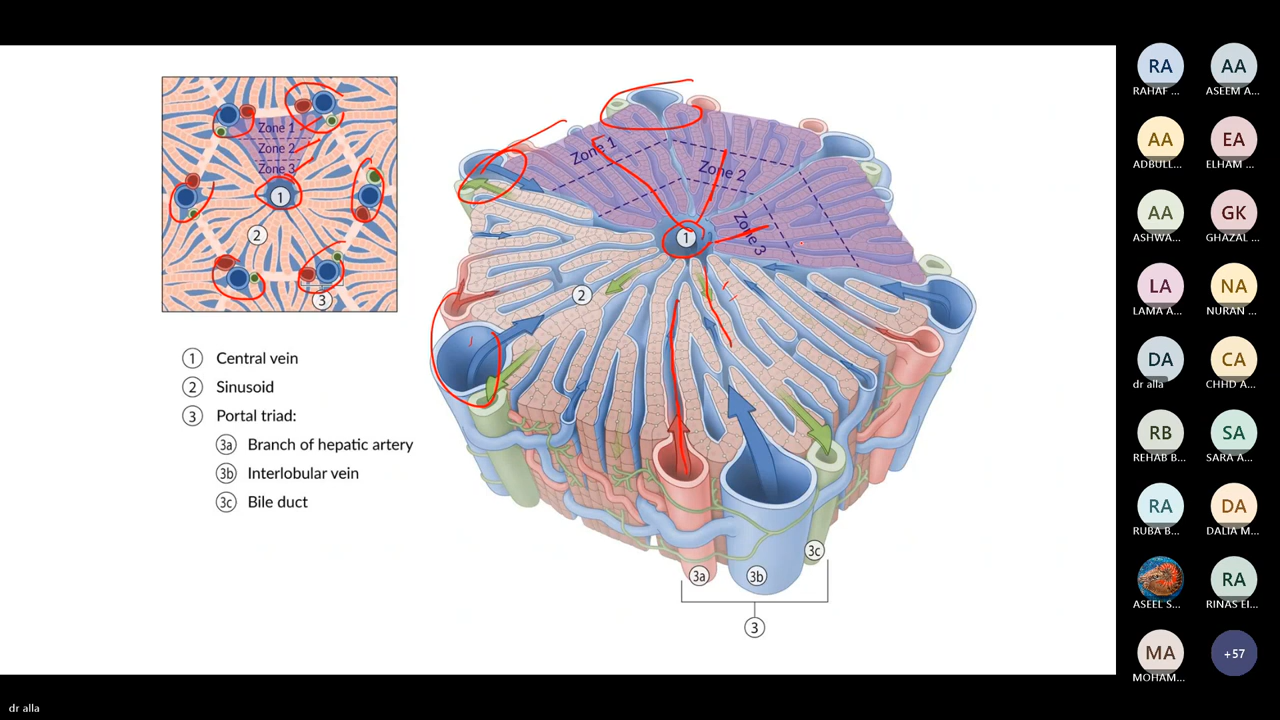 Zone 1
Zone 2
Zone 3
1
2
3
1 Central vein
2 Sinusoid
3 Portal triad:
3a Branch of hepatic artery
3b Interlobular vein
3c Bile duct
Zone 1
Zone 2
Zone 3
1
2
3a
3b
3c
3
RA
RAHAF ...
AA
ASEEM A...
AA
ADBULL...
EA
ELHAM ...
AA
ASHWA...
GK
GHAZAL ...
LA
LAMA A...
NA
NURAN ...
DA
dr alla
CA
CHHD A...
RB
REHAB B...
SA
SARA A...
RA
RUBA B...
DA
DALIA M...
ASEEL S...
RA
RINAS EI...
MA
MOHAM...
+57
dr alla